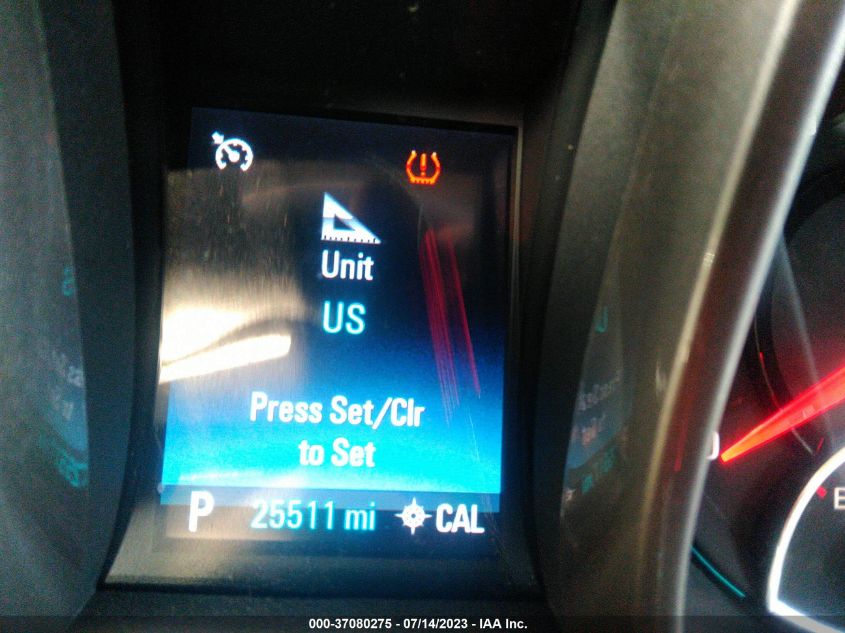 Unit
US
Press Set/Clr
to Set
P 25511 mi CAL
E
000-37080275 - 07/14/2023 - IAA Inc.